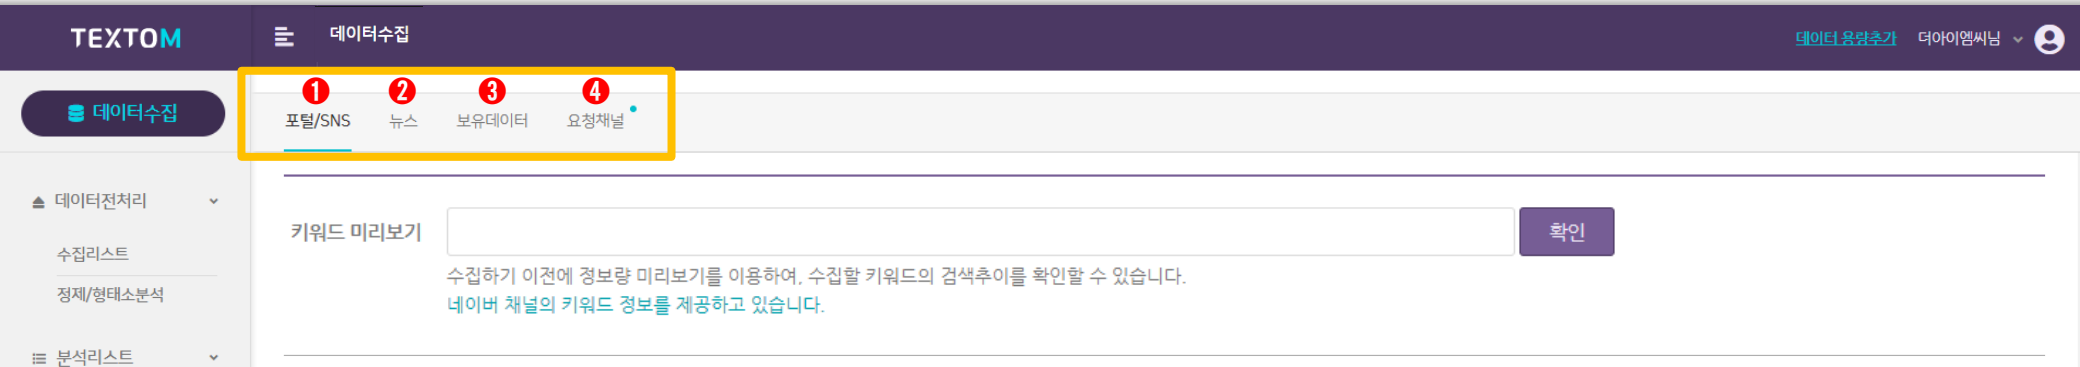 TEXTOM
데이터수집
데이터 용량추가 더아이엠씨님
데이터수집
1 2 3 4
포털/SNS 뉴스 보유데이터 요청채널
데이터전처리
수집리스트
정제/형태소분석
분석리스트
키워드 미리보기 확인
수집하기 이전에 정보량 미리보기를 이용하여, 수집할 키워드의 검색추이를 확인할 수 있습니다.
네이버 채널의 키워드 정보를 제공하고 있습니다.